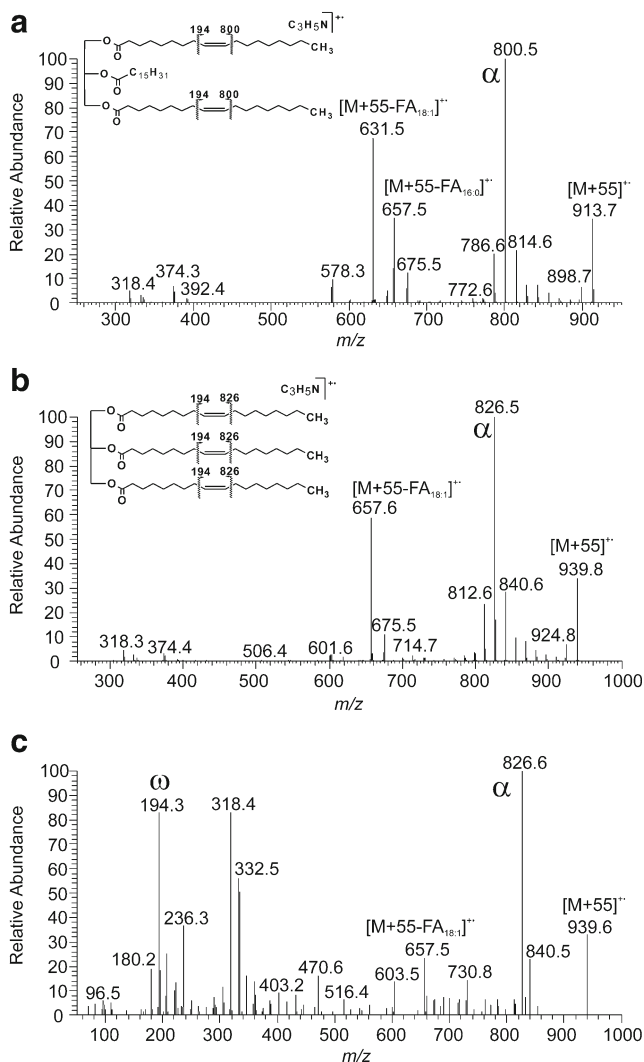 a
194 800
C₃H₅N ⁺·
CH₃
C₁₅H₃₁
194 800
CH₃
O O O O O O
Relative Abundance
100
90
80
70
60
50
40
30
20
10
0
800.5
α
[M+55-FA18:1]⁺·
631.5
[M+55-FA16:0]⁺·
657.5
[M+55]⁺·
913.7
786.6
814.6
318.4
374.3
392.4
578.3
675.5
772.6
898.7
300 400 500 600 700 800 900
m/z
b
C₃H₅N ⁺·
194 826
CH₃
194 826
CH₃
194 826
CH₃
O O O O O O
Relative Abundance
100
90
80
70
60
50
40
30
20
10
0
826.5
α
[M+55-FA18:1]⁺·
657.6
[M+55]⁺·
939.8
812.6
840.6
318.3
374.4
506.4
601.6
675.5
714.7
924.8
300 400 500 600 700 800 900 1000
m/z
c
Relative Abundance
100
90
80
70
60
50
40
30
20
10
0
ω
194.3
318.4
826.6
α
332.5
[M+55]⁺·
939.6
236.3
[M+55-FA18:1]⁺·
657.5
180.2
470.6
603.5
730.8
840.5
96.5
403.2
516.4
100 200 300 400 500 600 700 800 900 1000
m/z